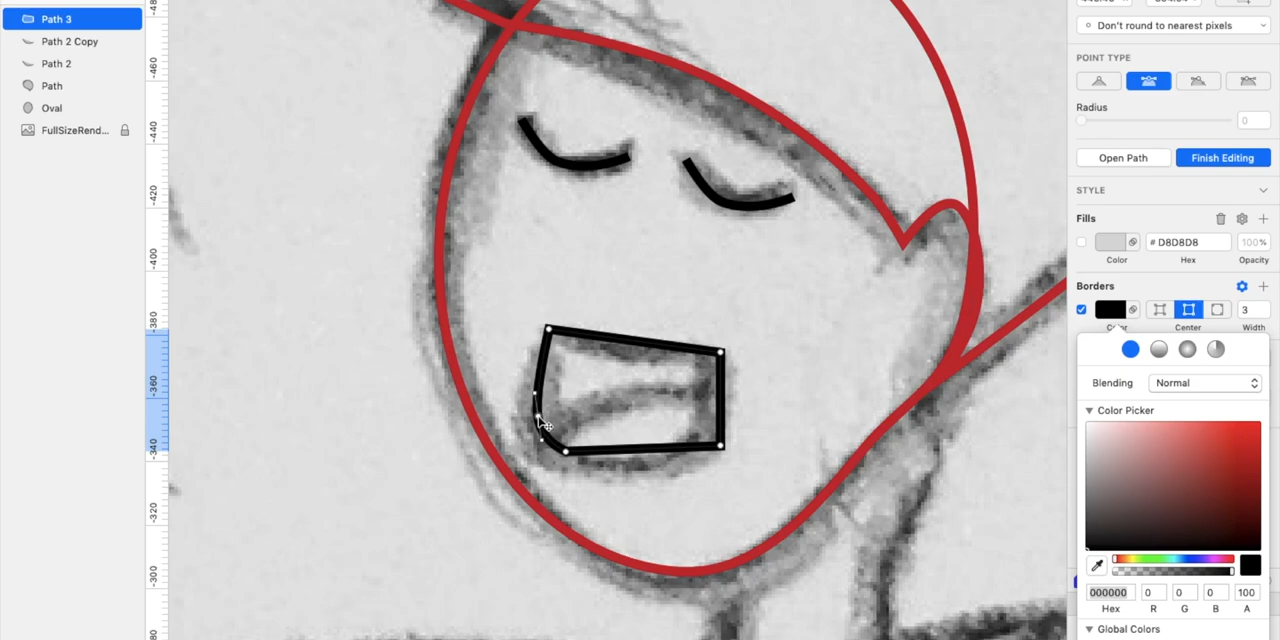 Path 3
Path 2 Copy
Path 2
Path
Oval
FullSizeRend...
-460
-440
-420
-400
-380
-360
-340
-320
-300
Don't round to nearest pixels
POINT TYPE
Radius
0
Open Path
Finish Editing
STYLE
Fills
# D8D8D8
100%
Color
Hex
Opacity
Borders
3
Color
Center
Width
Blending
Normal
Color Picker
000000
0
0
0
100
Hex
R
G
B
A
Global Colors